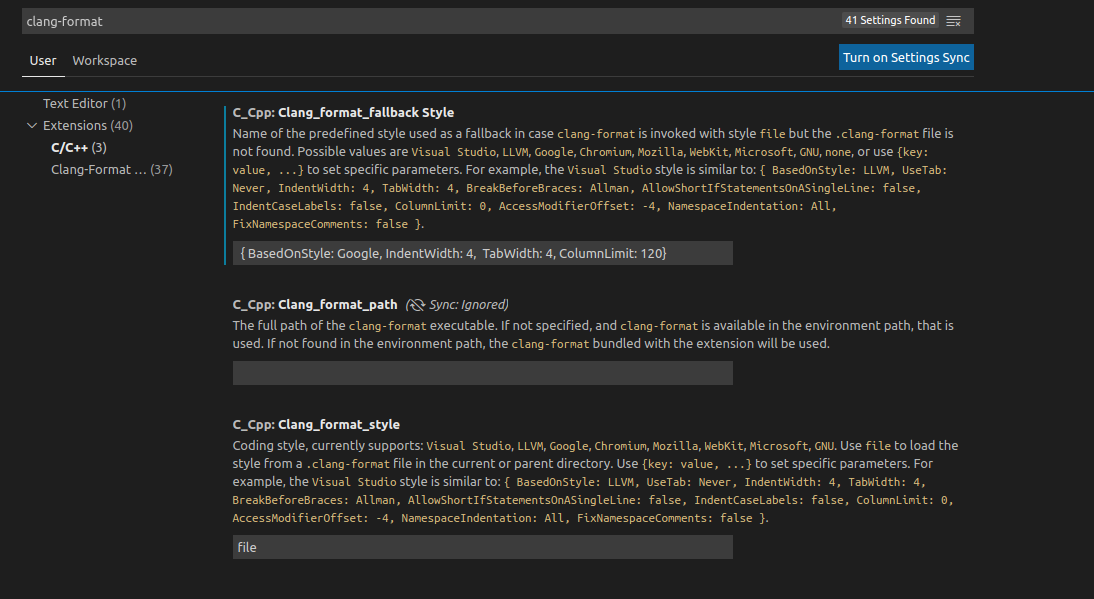 clang-format
41 Settings Found
User Workspace
Turn on Settings Sync
Text Editor (1)
Extensions (40)
C/C++ (3)
Clang-Format ... (37)
C_Cpp: Clang_format_fallback Style
Name of the predefined style used as a fallback in case clang-format is invoked with style file but the .clang-format file is
not found. Possible values are Visual Studio, LLVM, Google, Chromium, Mozilla, WebKit, Microsoft, GNU, none, or use {key:
value, ...} to set specific parameters. For example, the Visual Studio style is similar to: { BasedOnStyle: LLVM, UseTab:
Never, IndentWidth: 4, TabWidth: 4, BreakBeforeBraces: Allman, AllowShortIfStatementsOnASingleLine: false,
IndentCaseLabels: false, ColumnLimit: 0, AccessModifierOffset: -4, NamespaceIndentation: All,
FixNamespaceComments: false }.
{ BasedOnStyle: Google, IndentWidth: 4,  TabWidth: 4, ColumnLimit: 120}
C_Cpp: Clang_format_path (Sync: Ignored)
The full path of the clang-format executable. If not specified, and clang-format is available in the environment path, that is
used. If not found in the environment path, the clang-format bundled with the extension will be used.
C_Cpp: Clang_format_style
Coding style, currently supports: Visual Studio, LLVM, Google, Chromium, Mozilla, WebKit, Microsoft, GNU. Use file to load the
style from a .clang-format file in the current or parent directory. Use {key: value, ...} to set specific parameters. For
example, the Visual Studio style is similar to: { BasedOnStyle: LLVM, UseTab: Never, IndentWidth: 4, TabWidth: 4,
BreakBeforeBraces: Allman, AllowShortIfStatementsOnASingleLine: false, IndentCaseLabels: false, ColumnLimit: 0,
AccessModifierOffset: -4, NamespaceIndentation: All, FixNamespaceComments: false }.
file